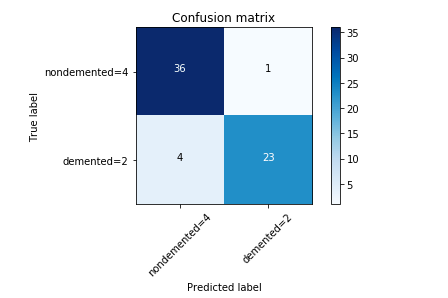 Confusion matrix
True label
nondemented=4
36
1
demented=2
4
23
nondemented=4
demented=2
Predicted label
35
30
25
20
15
10
5